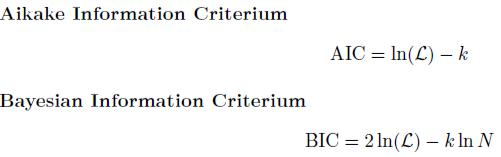 Aikake Information Criterium
AIC = ln(ℒ) − k
Bayesian Information Criterium
BIC = 2 ln(ℒ) − k ln N